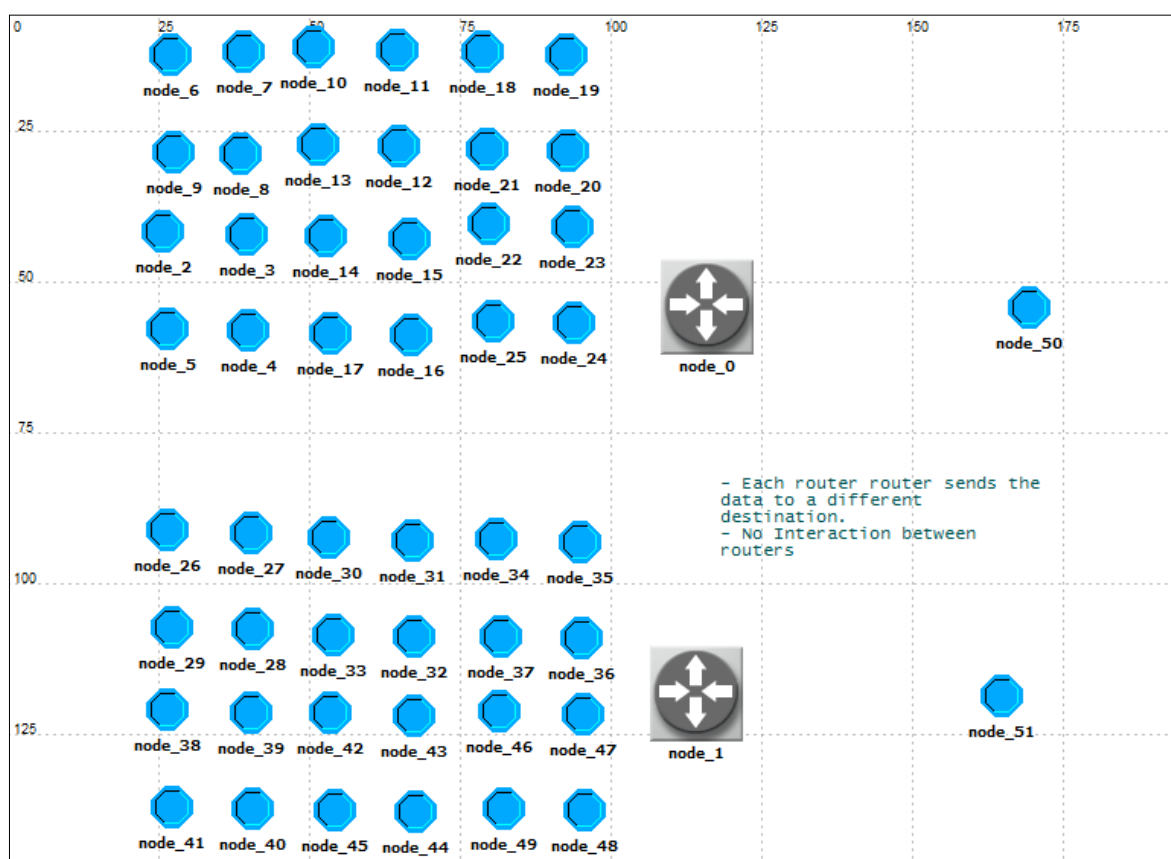 0 25 50 75 100 125 150 175
node_6 node_7 node_10 node_11 node_18 node_19
25
node_9 node_8 node_13 node_12 node_21 node_20
node_2 node_3 node_14 node_15 node_22 node_23
50
node_5 node_4 node_17 node_16 node_25 node_24 node_0 node_50
75
- Each router router sends the
data to a different
destination.
- No Interaction between
routers
node_26 node_27 node_30 node_31 node_34 node_35
100
node_29 node_28 node_33 node_32 node_37 node_36
125
node_38 node_39 node_42 node_43 node_46 node_47 node_1 node_51
node_41 node_40 node_45 node_44 node_49 node_48